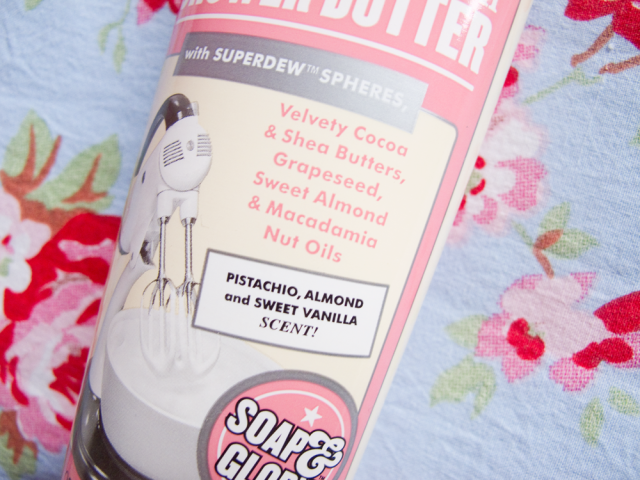 BUTTER
with SUPERDEW™ SPHERES,
Velvety Cocoa
& Shea Butters,
Grapeseed,
Sweet Almond
& Macadamia
Nut Oils
PISTACHIO, ALMOND
and SWEET VANILLA
SCENT!
SOAP &